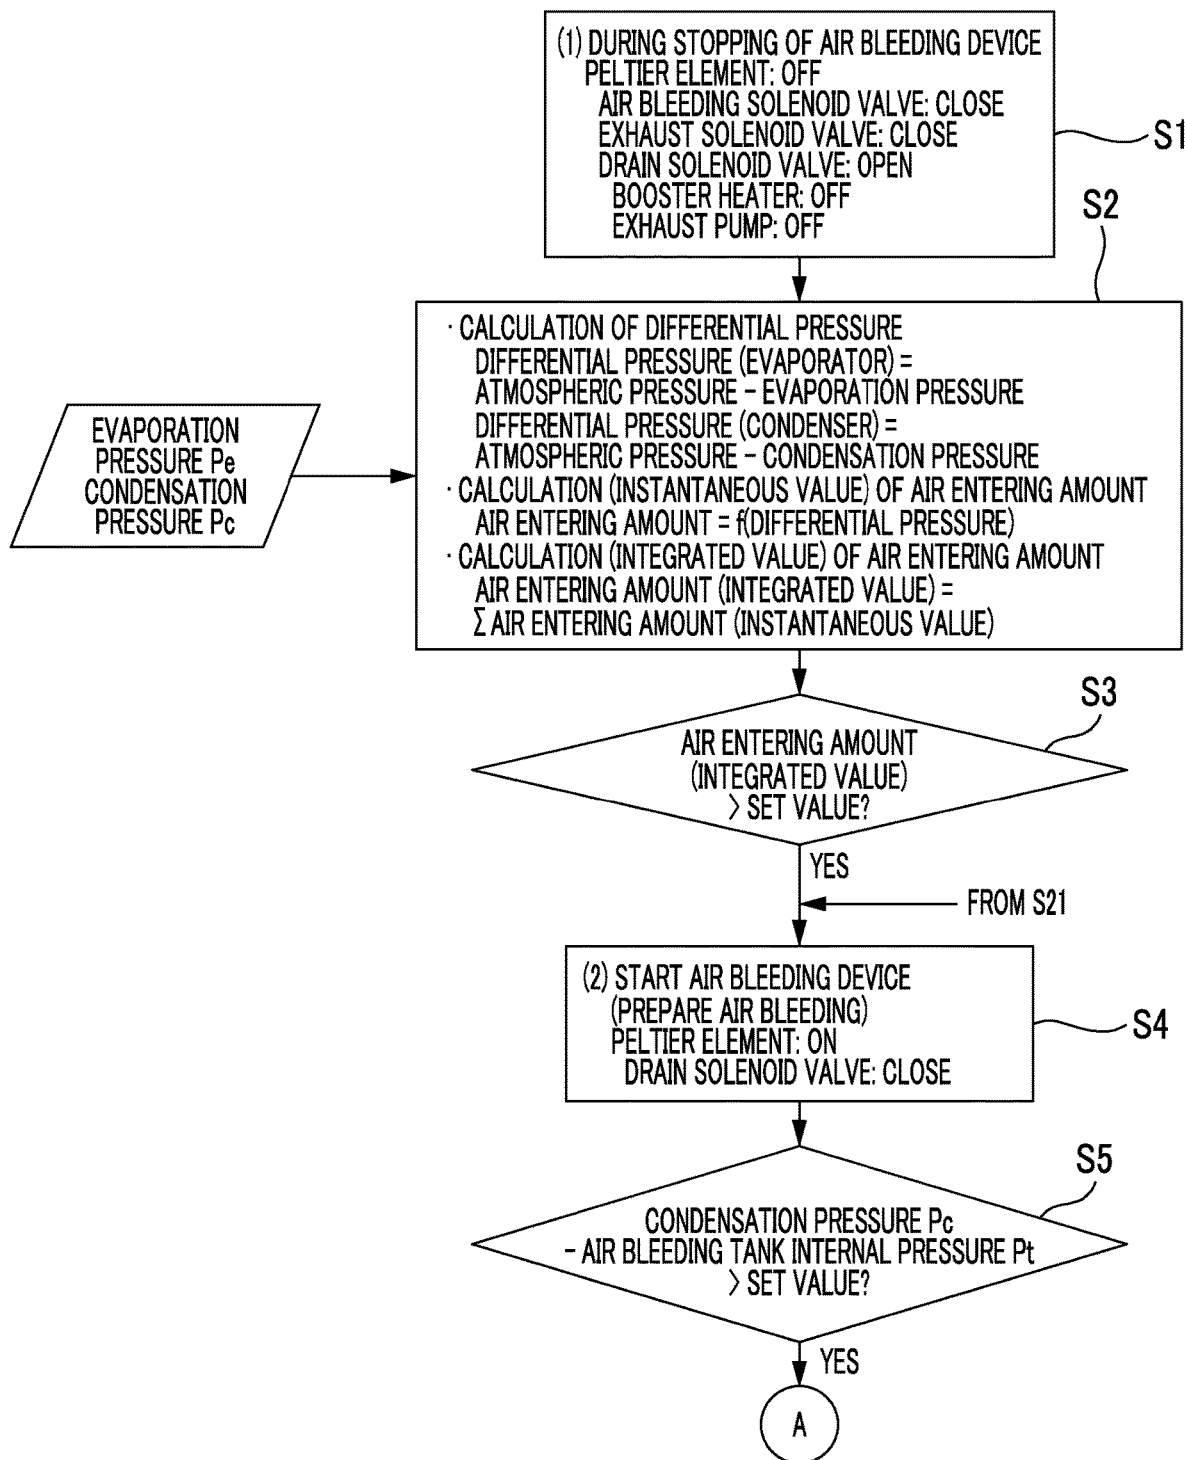 (1) DURING STOPPING OF AIR BLEEDING DEVICE
PELTIER ELEMENT: OFF
AIR BLEEDING SOLENOID VALVE: CLOSE
EXHAUST SOLENOID VALVE: CLOSE
DRAIN SOLENOID VALVE: OPEN
BOOSTER HEATER: OFF
EXHAUST PUMP: OFF
S1
S2
· CALCULATION OF DIFFERENTIAL PRESSURE
DIFFERENTIAL PRESSURE (EVAPORATOR) =
ATMOSPHERIC PRESSURE – EVAPORATION PRESSURE
DIFFERENTIAL PRESSURE (CONDENSER) =
ATMOSPHERIC PRESSURE – CONDENSATION PRESSURE
· CALCULATION (INSTANTANEOUS VALUE) OF AIR ENTERING AMOUNT
AIR ENTERING AMOUNT = f(DIFFERENTIAL PRESSURE)
· CALCULATION (INTEGRATED VALUE) OF AIR ENTERING AMOUNT
AIR ENTERING AMOUNT (INTEGRATED VALUE) =
Σ AIR ENTERING AMOUNT (INSTANTANEOUS VALUE)
EVAPORATION
PRESSURE Pe
CONDENSATION
PRESSURE Pc
S3
AIR ENTERING AMOUNT
(INTEGRATED VALUE)
> SET VALUE?
YES
FROM S21
(2) START AIR BLEEDING DEVICE
(PREPARE AIR BLEEDING)
PELTIER ELEMENT: ON
DRAIN SOLENOID VALVE: CLOSE
S4
S5
CONDENSATION PRESSURE Pc
– AIR BLEEDING TANK INTERNAL PRESSURE Pt
> SET VALUE?
YES
A